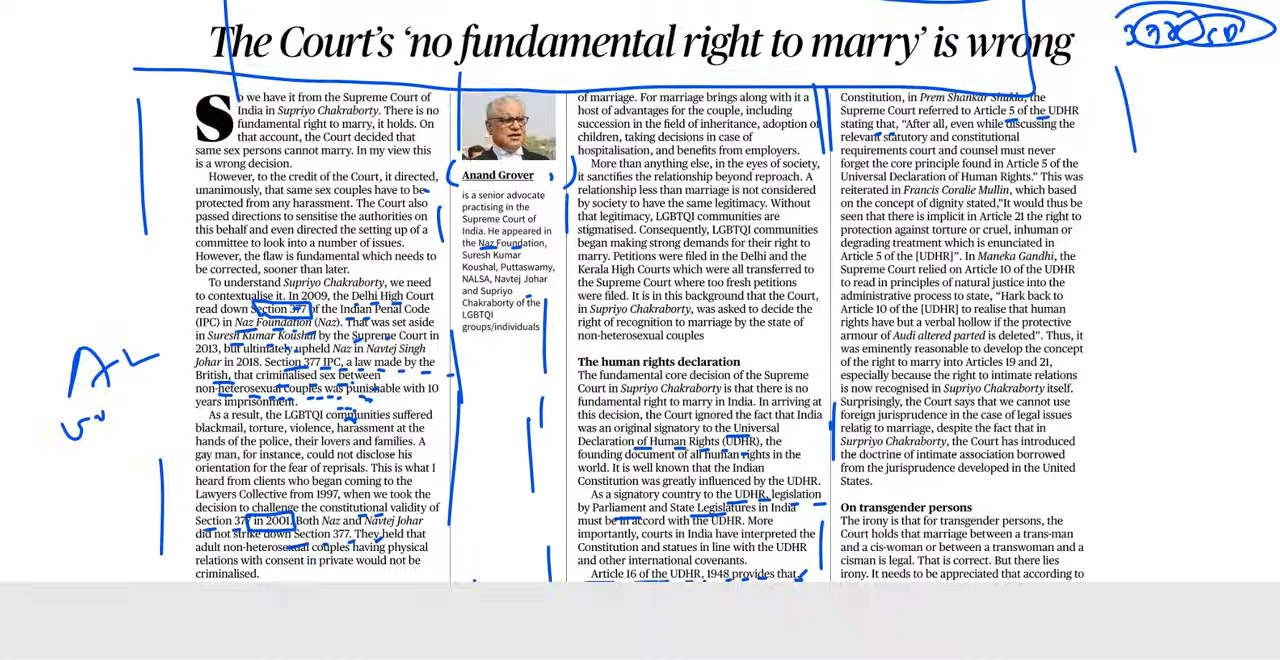 The Court's 'no fundamental right to marry' is wrong
377
So we have it from the Supreme Court of
India in Supriyo Chakraborty. There is no
fundamental right to marry, it holds. On
that account, the Court decided that
same sex persons cannot marry. In my view this
is a wrong decision.
However, to the credit of the Court, it directed,
unanimously, that same sex couples have to be
protected from any harassment. The Court also
passed directions to sensitise the authorities on
this behalf and even directed the setting up of a
committee to look into a number of issues.
However, the flaw is fundamental which needs to
be corrected, sooner than later.
To understand Supriyo Chakraborty, we need
to contextualise it. In 2009, the Delhi High Court
read down Section 377 of the Indian Penal Code
(IPC) in Naz Foundation (Naz). That was set aside
in Suresh Kumar Koushal by the Supreme Court in
2013, but ultimately upheld Naz in Navtej Singh
Johar in 2018. Section 377 IPC, a law made by the
British, that criminalised sex between
non-heterosexual couples was punishable with 10
years imprisonment.
As a result, the LGBTQI communities suffered
blackmail, torture, violence, harassment at the
hands of the police, their lovers and families. A
gay man, for instance, could not disclose his
orientation for the fear of reprisals. This is what I
heard from clients who began coming to the
Lawyers Collective from 1997, when we took the
decision to challenge the constitutional validity of
Section 377 in 2001. Both Naz and Navtej Johar
did not strike down Section 377. They held that
adult non-heterosexual couples having physical
relations with consent in private would not be
criminalised.
Anand Grover
is a senior advocate
practising in the
Supreme Court of
India. He appeared in
the Naz Foundation,
Suresh Kumar
Koushal, Puttaswamy,
NALSA, Navtej Johar
and Supriyo
Chakraborty of the
LGBTQI
groups/individuals
of marriage. For marriage brings along with it a
host of advantages for the couple, including
succession in the field of inheritance, adoption of
children, taking decisions in case of
hospitalisation, and benefits from employers.
More than anything else, in the eyes of society,
it sanctifies the relationship beyond reproach. A
relationship less than marriage is not considered
by society to have the same legitimacy. Without
that legitimacy, LGBTQI communities are
stigmatised. Consequently, LGBTQI communities
began making strong demands for their right to
marry. Petitions were filed in the Delhi and the
Kerala High Courts which were all transferred to
the Supreme Court where too fresh petitions
were filed. It is in this background that the Court,
in Supriyo Chakraborty, was asked to decide the
right of recognition to marriage by the state of
non-heterosexual couples
The human rights declaration
The fundamental core decision of the Supreme
Court in Supriyo Chakraborty is that there is no
fundamental right to marry in India. In arriving at
this decision, the Court ignored the fact that India
was an original signatory to the Universal
Declaration of Human Rights (UDHR), the
founding document of all human rights in the
world. It is well known that the Indian
Constitution was greatly influenced by the UDHR.
As a signatory country to the UDHR, legislation
by Parliament and State Legislatures in India
must be in accord with the UDHR. More
importantly, courts in India have interpreted the
Constitution and statues in line with the UDHR
and other international covenants.
Article 16 of the UDHR, 1948 provides that
Constitution, in Prem Shankar Shukla, the
Supreme Court referred to Article 5 of the UDHR
stating that, "After all, even while discussing the
relevant statutory and constitutional
requirements court and counsel must never
forget the core principle found in Article 5 of the
Universal Declaration of Human Rights." This was
reiterated in Francis Coralie Mullin, which based
on the concept of dignity stated,"It would thus be
seen that there is implicit in Article 21 the right to
protection against torture or cruel, inhuman or
degrading treatment which is enunciated in
Article 5 of the [UDHR]". In Maneka Gandhi, the
Supreme Court relied on Article 10 of the UDHR
to read in principles of natural justice into the
administrative process to state, "Hark back to
Article 10 of the [UDHR] to realise that human
rights have but a verbal hollow if the protective
armour of Audi altered parted is deleted". Thus, it
was eminently reasonable to develop the concept
of the right to marry into Articles 19 and 21,
especially because the right to intimate relations
is now recognised in Supriyo Chakraborty itself.
Surprisingly, the Court says that we cannot use
foreign jurisprudence in the case of legal issues
relatig to marriage, despite the fact that in
Surpriyo Chakraborty, the Court has introduced
the doctrine of intimate association borrowed
from the jurisprudence developed in the United
States.
On transgender persons
The irony is that for transgender persons, the
Court holds that marriage between a trans-man
and a cis-woman or between a transwoman and a
cisman is legal. That is correct. But there lies
irony. It needs to be appreciated that according to